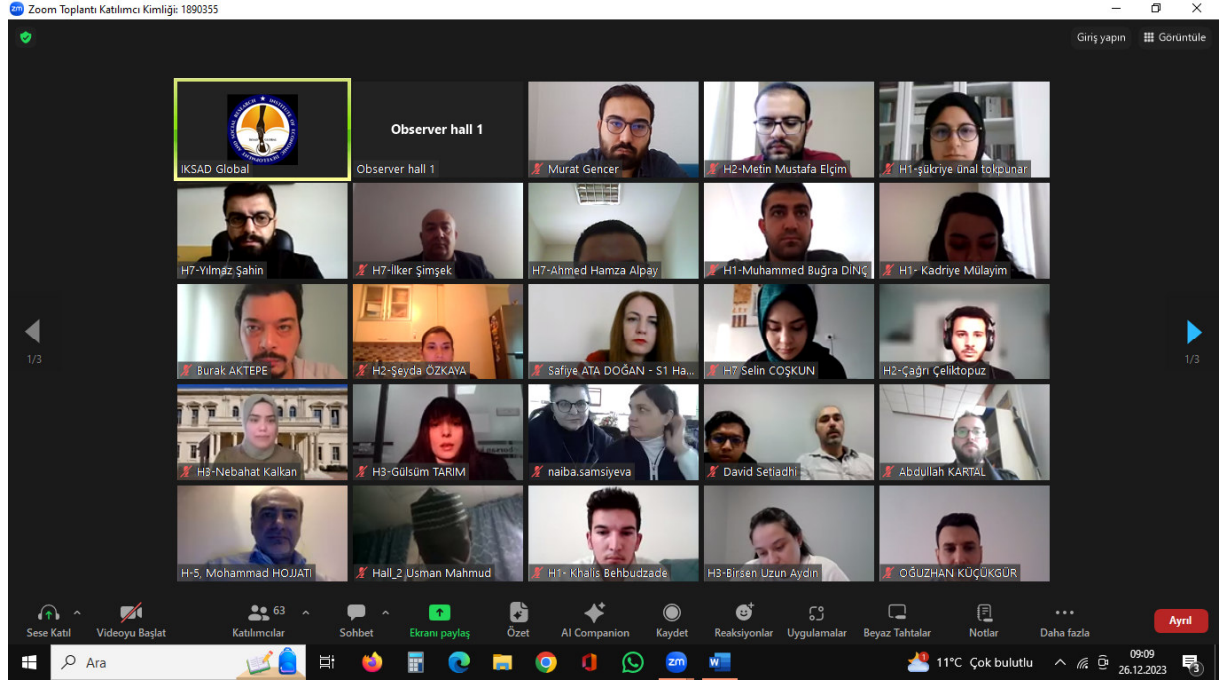 Zoom Toplantı Katılımcı Kimliği: 1890355
Giriş yapın
Görüntüle
IKSAD Global
Observer hall 1
Observer hall 1
Murat Gencer
H2-Metin Mustafa Elçim
H1-şükriye ünal tokpunar
H7-Yılmaz Şahin
H7-İlker Şimşek
H7-Ahmed Hamza Alpay
H1-Muhammed Buğra DİNÇ
H1- Kadriye Mülayim
Burak AKTEPE
H2-Şeyda ÖZKAYA
Safiye ATA DOĞAN - S1 Ha...
H7 Selin COŞKUN
H2-Çağrı Çeliktopuz
1/3
1/3
H3-Nebahat Kalkan
H3-Gülsüm TARIM
naiba.samsiyeva
David Setiadhi
Abdullah KARTAL
H-5, Mohammad HOJJATI
Hall_2 Usman Mahmud
H1- Khalis Behbudzade
H3-Birsen Uzun Aydın
OĞUZHAN KÜÇÜKGÜR
63
Sese Katıl
Videoyu Başlat
Katılımcılar
Sohbet
Ekranı paylaş
Özet
AI Companion
Kaydet
Reaksiyonlar
Uygulamalar
Beyaz Tahtalar
Notlar
Daha fazla
Ayrıl
Ara
zm
11°C Çok bulutlu
09:09
26.12.2023
3